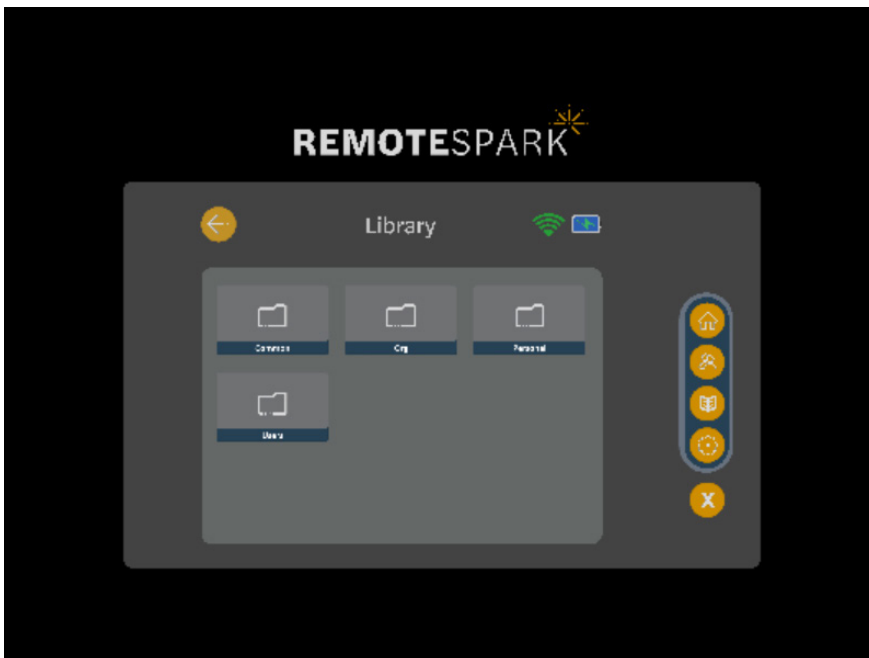 REMOTESPARK
Library
Common
Org
Personal
Users
X